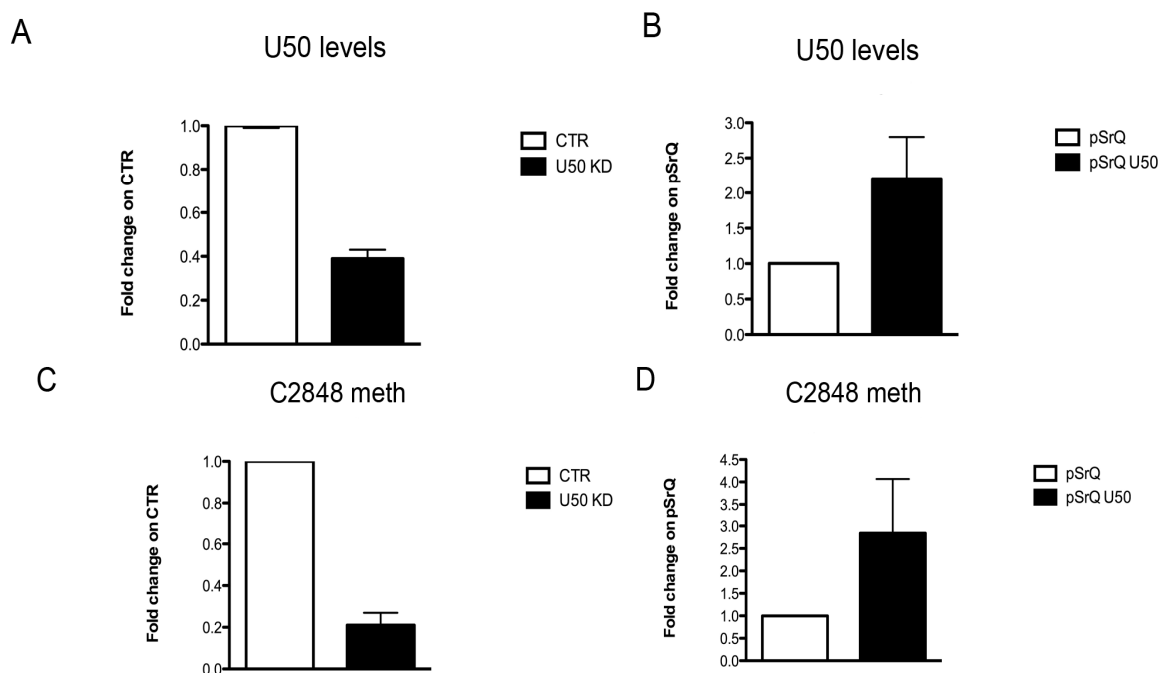 A
U50 levels
Fold change on CTR
1.0
0.8
0.6
0.4
0.2
0.0
CTR
U50 KD
B
U50 levels
Fold change on pSrQ
3.0
2.5
2.0
1.5
1.0
0.5
0.0
pSrQ
pSrQ U50
C
C2848 meth
Fold change on CTR
1.0
0.8
0.6
0.4
0.2
0.0
CTR
U50 KD
D
C2848 meth
Fold change on pSrQ
4.5
4.0
3.5
3.0
2.5
2.0
1.5
1.0
0.5
0.0
pSrQ
pSrQ U50